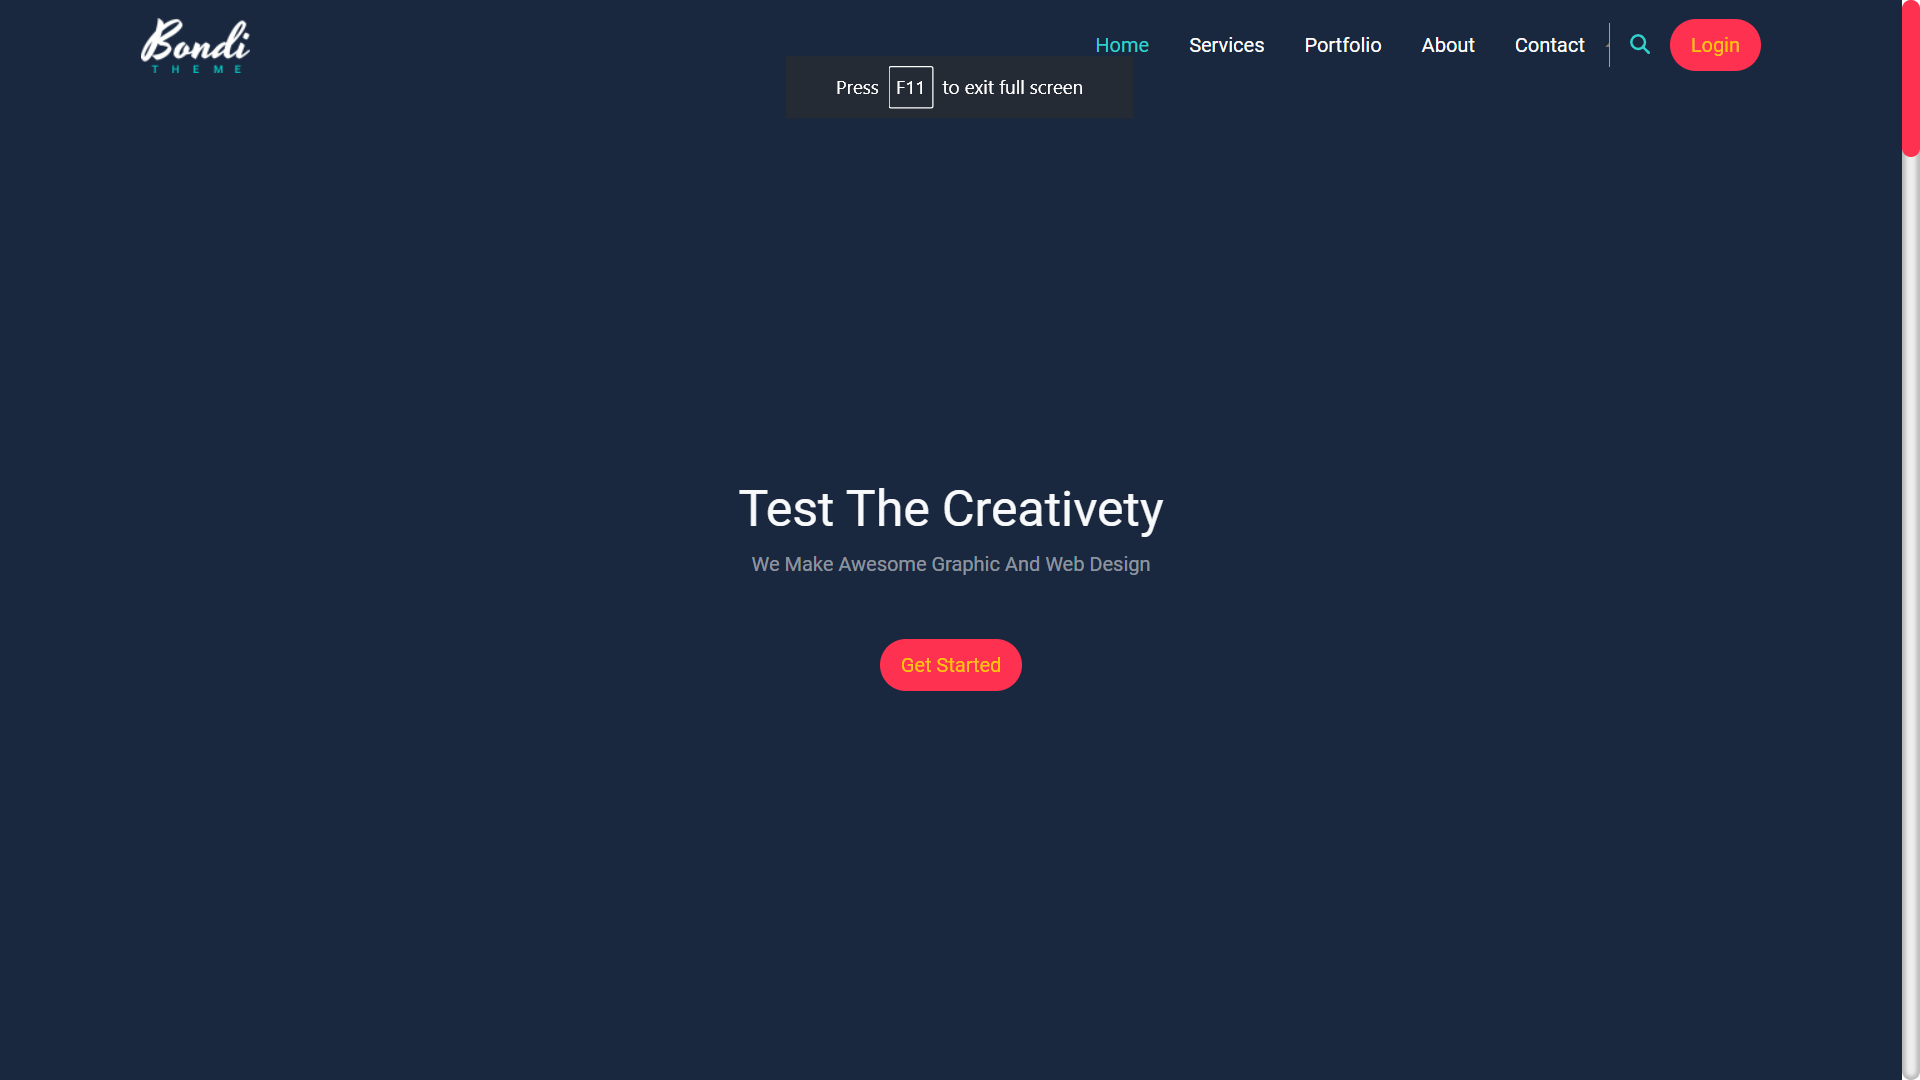 Bondi
THEME
Home Services Portfolio About Contact Login
Press F11 to exit full screen
Test The Creativety
We Make Awesome Graphic And Web Design
Get Started